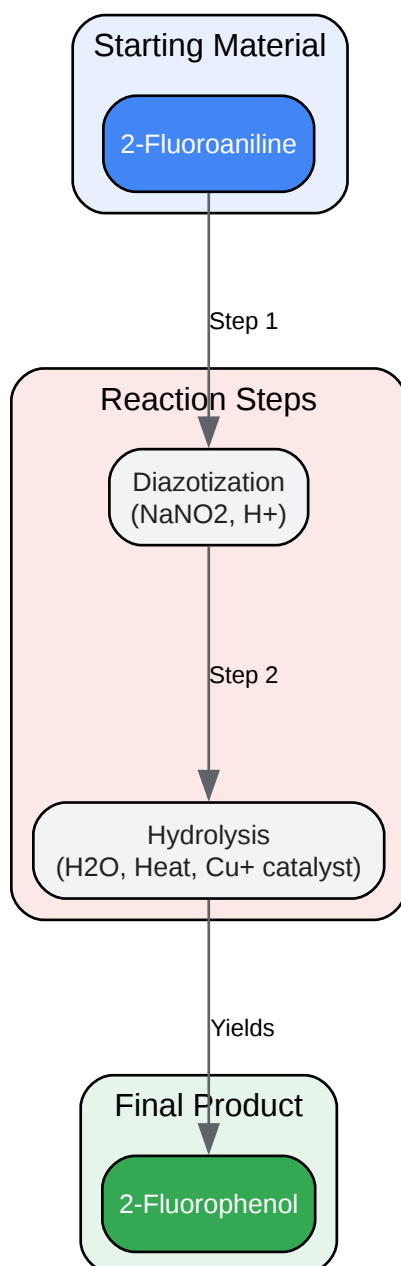 Starting Material
2-Fluoroaniline
Step 1
Reaction Steps
Diazotization
(NaNO2, H+)
Step 2
Hydrolysis
(H2O, Heat, Cu+ catalyst)
Yields
Final Product
2-Fluorophenol